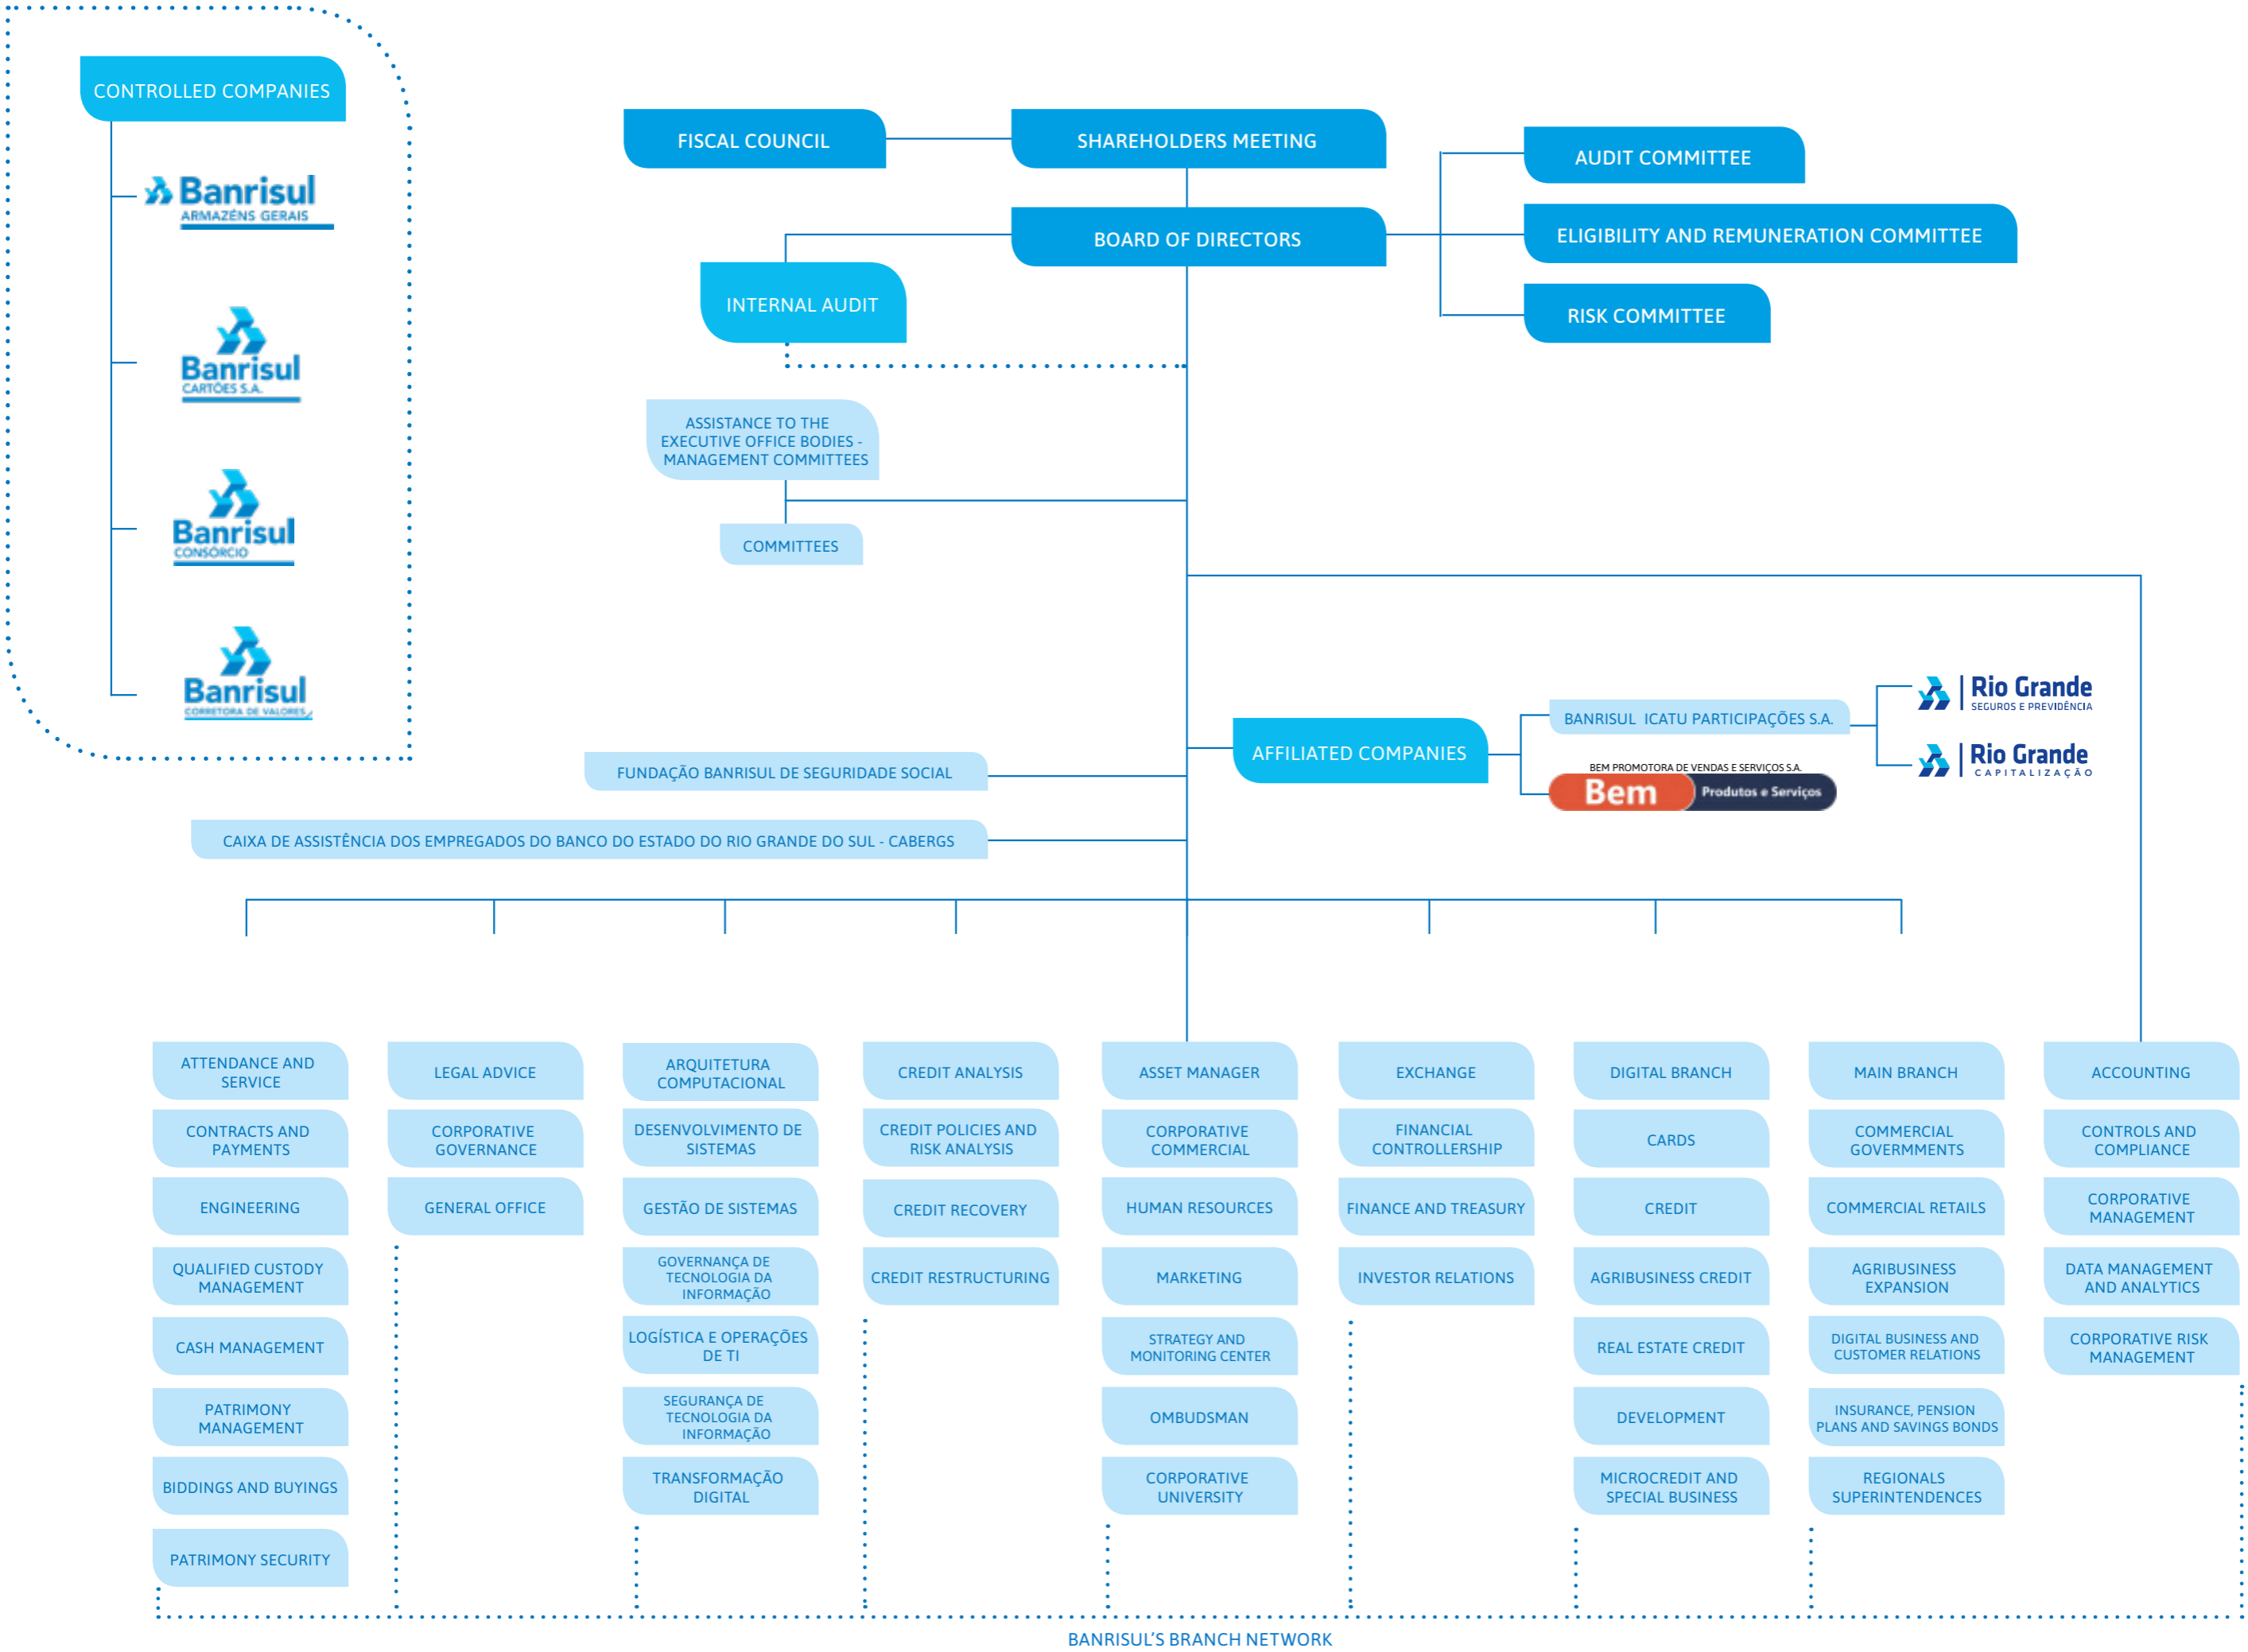 CONTROLLED COMPANIES
Banrisul
ARMAZÉNS GERAIS
Banrisul
CARTÕES S.A.
Banrisul
CONSÓRCIO
Banrisul
CORRETORA DE VALORES
FISCAL COUNCIL
SHAREHOLDERS MEETING
BOARD OF DIRECTORS
INTERNAL AUDIT
AUDIT COMMITTEE
ELIGIBILITY AND REMUNERATION COMMITTEE
RISK COMMITTEE
ASSISTANCE TO THE
EXECUTIVE OFFICE BODIES -
MANAGEMENT COMMITTEES
COMMITTEES
AFFILIATED COMPANIES
BANRISUL ICATU PARTICIPAÇÕES S.A.
Rio Grande
SEGUROS E PREVIDÊNCIA
Rio Grande
CAPITALIZAÇÃO
BEM PROMOTORA DE VENDAS E SERVIÇOS S.A.
Bem
Produtos e Serviços
FUNDAÇÃO BANRISUL DE SEGURIDADE SOCIAL
CAIXA DE ASSISTÊNCIA DOS EMPREGADOS DO BANCO DO ESTADO DO RIO GRANDE DO SUL - CABERGS
ATTENDANCE AND
SERVICE
CONTRACTS AND
PAYMENTS
ENGINEERING
QUALIFIED CUSTODY
MANAGEMENT
CASH MANAGEMENT
PATRIMONY
MANAGEMENT
BIDDINGS AND BUYINGS
PATRIMONY SECURITY
LEGAL ADVICE
CORPORATIVE
GOVERNANCE
GENERAL OFFICE
ARQUITETURA
COMPUTACIONAL
DESENVOLVIMENTO DE
SISTEMAS
GESTÃO DE SISTEMAS
GOVERNANÇA DE
TECNOLOGIA DA
INFORMAÇÃO
LOGÍSTICA E OPERAÇÕES
DE TI
SEGURANÇA DE
TECNOLOGIA DA
INFORMAÇÃO
TRANSFORMAÇÃO
DIGITAL
CREDIT ANALYSIS
CREDIT POLICIES AND
RISK ANALYSIS
CREDIT RECOVERY
CREDIT RESTRUCTURING
ASSET MANAGER
CORPORATIVE
COMMERCIAL
HUMAN RESOURCES
MARKETING
STRATEGY AND
MONITORING CENTER
OMBUDSMAN
CORPORATIVE
UNIVERSITY
EXCHANGE
FINANCIAL
CONTROLLERSHIP
FINANCE AND TREASURY
INVESTOR RELATIONS
DIGITAL BRANCH
CARDS
CREDIT
AGRIBUSINESS CREDIT
REAL ESTATE CREDIT
DEVELOPMENT
MICROCREDIT AND
SPECIAL BUSINESS
MAIN BRANCH
COMMERCIAL
GOVERMMENTS
COMMERCIAL RETAILS
AGRIBUSINESS
EXPANSION
DIGITAL BUSINESS AND
CUSTOMER RELATIONS
INSURANCE, PENSION
PLANS AND SAVINGS BONDS
REGIONALS
SUPERINTENDENCES
ACCOUNTING
CONTROLS AND
COMPLIANCE
CORPORATIVE
MANAGEMENT
DATA MANAGEMENT
AND ANALYTICS
CORPORATIVE RISK
MANAGEMENT
BANRISUL'S BRANCH NETWORK